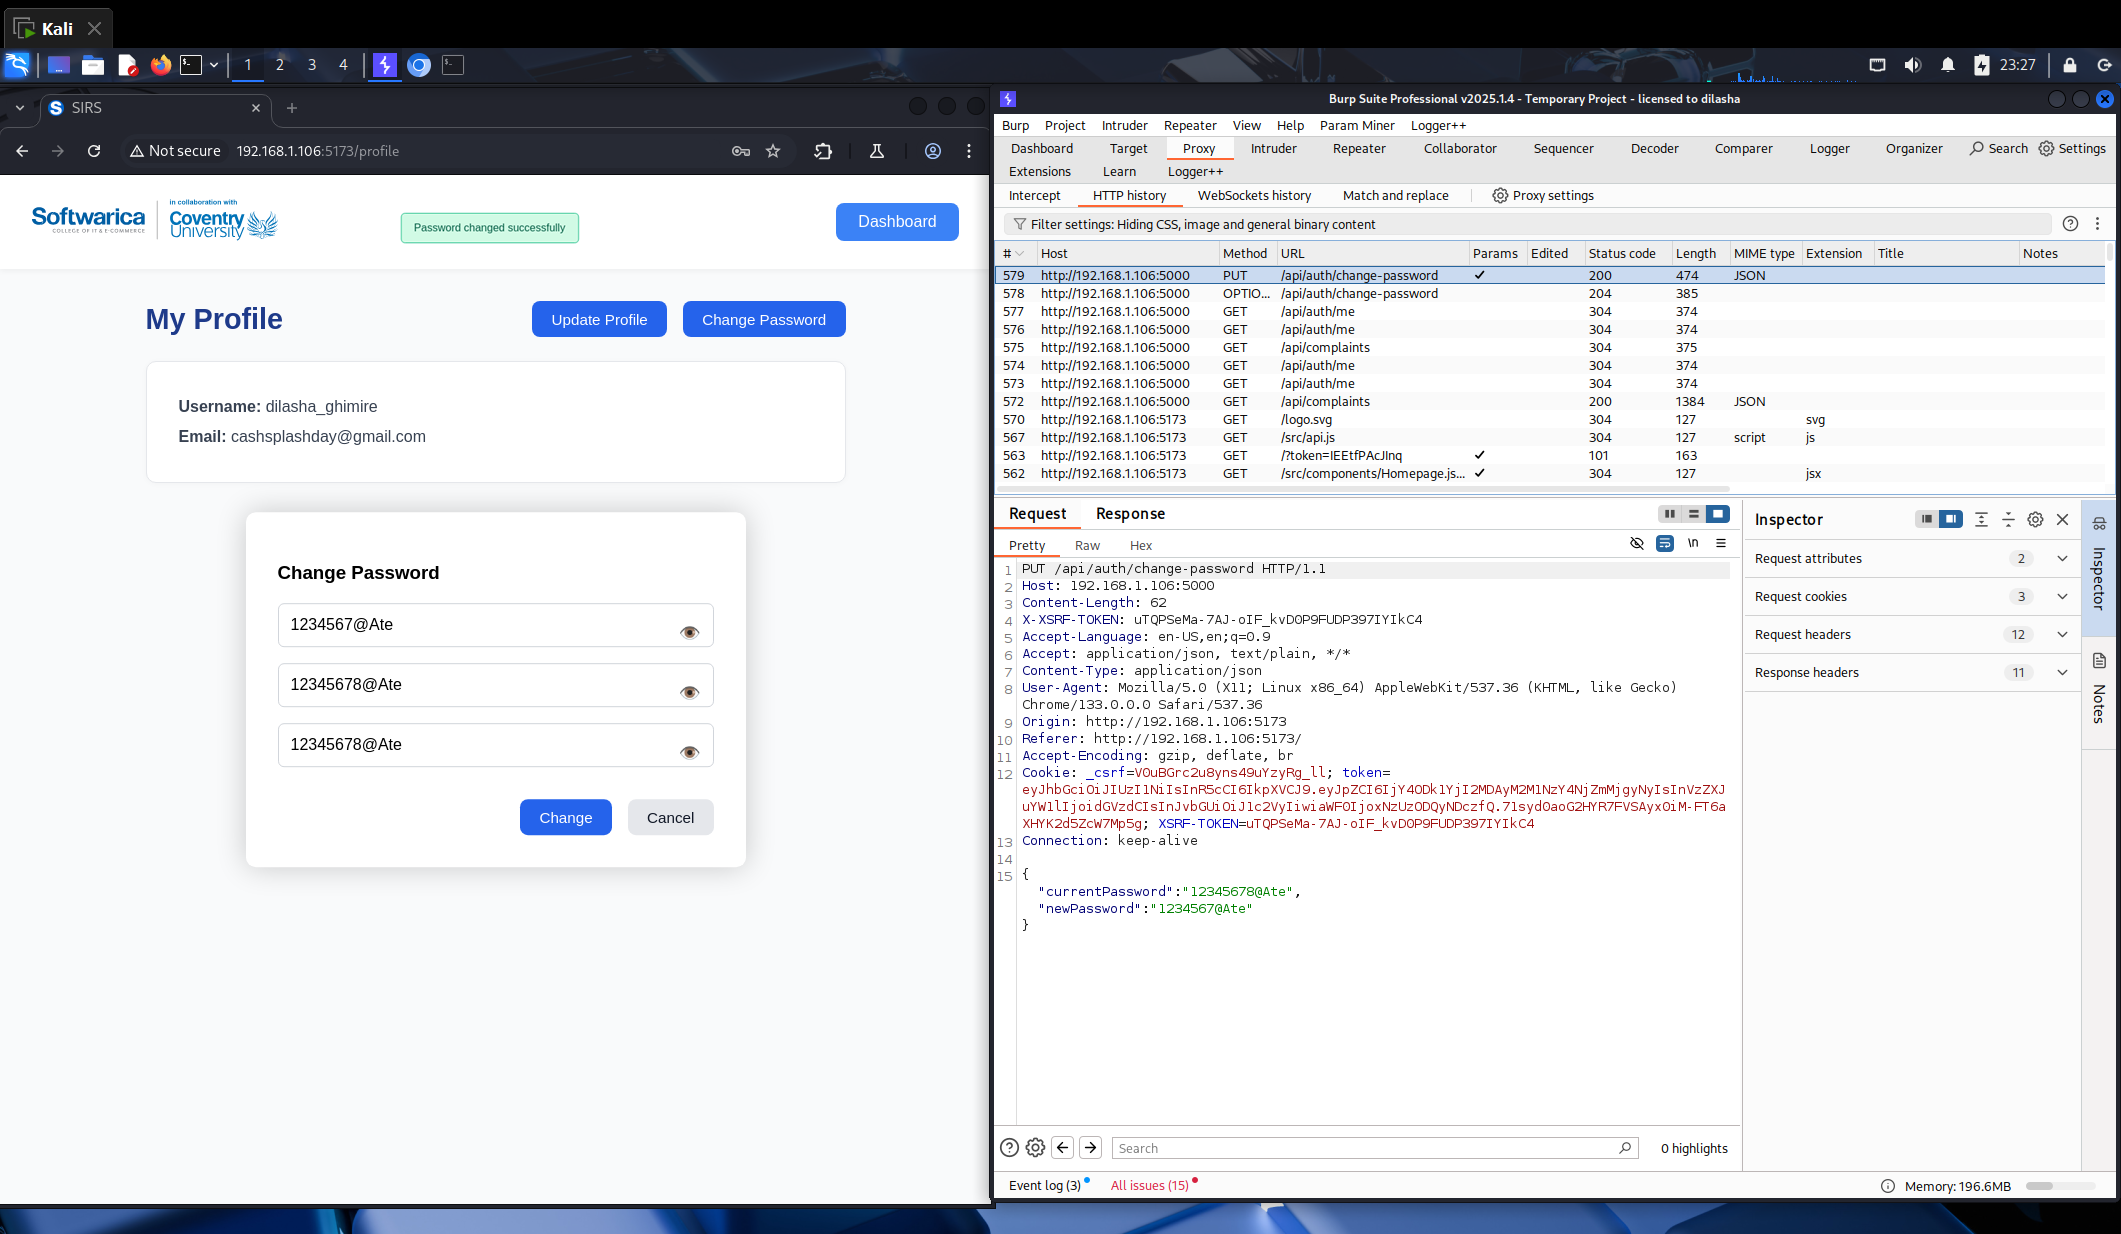 Kali
1 2 3 4
23:27
SIRS
Not secure 192.168.1.106:5173/profile
Softwarica
COLLEGE OF IT & E-COMMERCE
in collaboration with
Coventry
University
Password changed successfully
Dashboard
My Profile
Update Profile
Change Password
Username: dilasha_ghimire
Email: cashsplashday@gmail.com
Change Password
1234567@Ate
12345678@Ate
12345678@Ate
Change
Cancel
Burp Suite Professional v2025.1.4 - Temporary Project - licensed to dilasha
Burp Project Intruder Repeater View Help Param Miner Logger++
Dashboard Target Proxy Intruder Repeater Collaborator Sequencer Decoder Comparer Logger Organizer Search Settings
Extensions Learn Logger++
Intercept HTTP history WebSockets history Match and replace Proxy settings
Filter settings: Hiding CSS, image and general binary content
# Host Method URL Params Edited Status code Length MIME type Extension Title Notes
579 http://192.168.1.106:5000 PUT /api/auth/change-password ✓ 200 474 JSON
578 http://192.168.1.106:5000 OPTIO... /api/auth/change-password 204 385
577 http://192.168.1.106:5000 GET /api/auth/me 304 374
576 http://192.168.1.106:5000 GET /api/auth/me 304 374
575 http://192.168.1.106:5000 GET /api/complaints 304 375
574 http://192.168.1.106:5000 GET /api/auth/me 304 374
573 http://192.168.1.106:5000 GET /api/auth/me 304 374
572 http://192.168.1.106:5000 GET /api/complaints 200 1384 JSON
570 http://192.168.1.106:5173 GET /logo.svg 304 127 svg
567 http://192.168.1.106:5173 GET /src/api.js 304 127 script js
563 http://192.168.1.106:5173 GET /?token=IEEtfPAcJInq ✓ 101 163
562 http://192.168.1.106:5173 GET /src/components/Homepage.js... ✓ 304 127 jsx
Request Response
Pretty Raw Hex
\n
1 PUT /api/auth/change-password HTTP/1.1
2 Host: 192.168.1.106:5000
3 Content-Length: 62
4 X-XSRF-TOKEN: uTQPSeMa-7AJ-oIF_kvD0P9FUDP397IYIkC4
5 Accept-Language: en-US,en;q=0.9
6 Accept: application/json, text/plain, */*
7 Content-Type: application/json
8 User-Agent: Mozilla/5.0 (X11; Linux x86_64) AppleWebKit/537.36 (KHTML, like Gecko)
Chrome/133.0.0.0 Safari/537.36
9 Origin: http://192.168.1.106:5173
10 Referer: http://192.168.1.106:5173/
11 Accept-Encoding: gzip, deflate, br
12 Cookie: _csrf=V0uBGrc2u8yns49uYzyRg_ll; token=
eyJhbGciOiJIUzI1NiIsInR5cCI6IkpXVCJ9.eyJpZCI6IjY4ODk1YjI2MDAyM2M1NzY4NjZmMjgyNyIsInVzZXJ
uYW1lIjoidGVzdCIsInJvbGUiOiJ1c2VyIiwiaWF0IjoxNzUzODQyNDczfQ.71syd0aoG2HYR7FVSAyx0iM-FT6a
XHYK2d5ZcW7Mp5g; XSRF-TOKEN=uTQPSeMa-7AJ-oIF_kvD0P9FUDP397IYIkC4
13 Connection: keep-alive
14
15 {
"currentPassword":"12345678@Ate",
"newPassword":"1234567@Ate"
}
Search
0 highlights
Inspector
Request attributes 2
Request cookies 3
Request headers 12
Response headers 11
Inspector
Notes
Event log (3) All issues (15)
Memory: 196.6MB